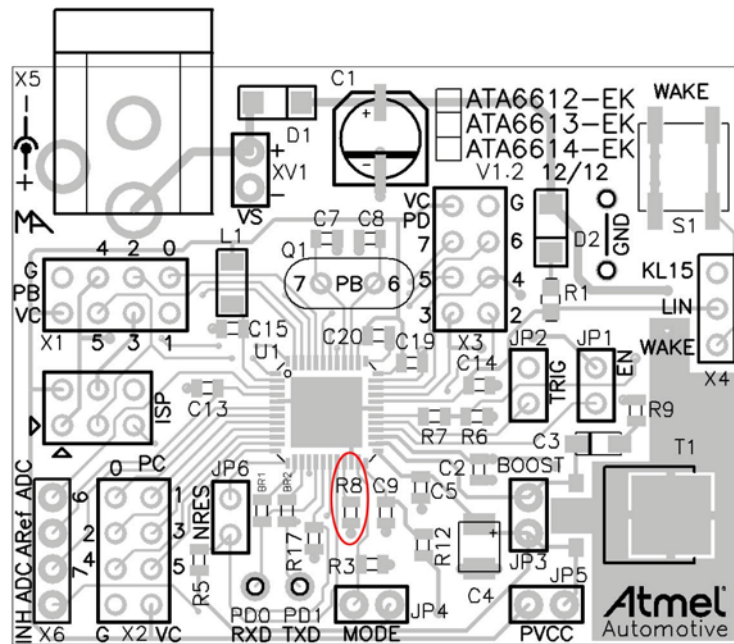 X5
C1
ATA6612-EK
ATA6613-EK
ATA6614-EK
WAKE
D1
+
XV1
-
VS
V1.2
12/12
S1
VC
PD
G
7
6
5
4
3
2
X3
D2
GND
C7
C8
Q1
7
PB
6
L1
4
2
0
G
PB
VC
X1
5
3
1
C15
U1
C20
C19
R1
KL15
LIN
WAKE
X4
JP2
TRIG
JP1
EN
C14
R7
R6
R9
C3
T1
ISP
C13
C2
BOOST
C5
JP3
JP6
NRES
BR1
BR2
R8
C9
R17
R3
R12
C4
R5
0
PC
6
1
2
3
4
5
7
INH ADC ARef ADC
X6
G
X2
VC
PD0
RXD
PD1
TXD
MODE
JP4
PVCC
JP5
Atmel
Automotive